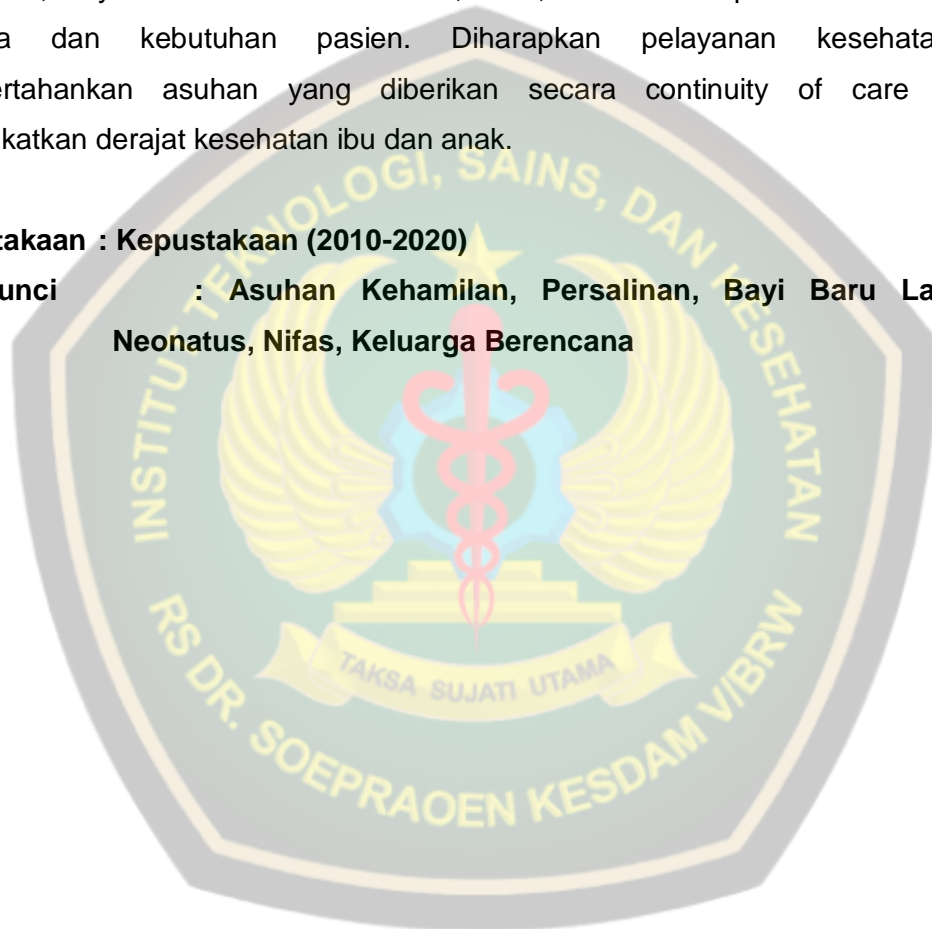 a dan kebutuhan pasien. Diharapkan pelayanan kesehata
ertahankan asuhan yang diberikan secara continuity of care
katkan derajat kesehatan ibu dan anak.
takaan : Kepustakaan (2010-2020)
unci : Asuhan Kehamilan, Persalinan, Bayi Baru La
Neonatus, Nifas, Keluarga Berencana
INSTITUT TEKNOLOGI, SAINS, DAN KESEHATAN
TAKSA SUJATI UTAMA
RS DR. SOEPRAOEN KESDAM V/BRW